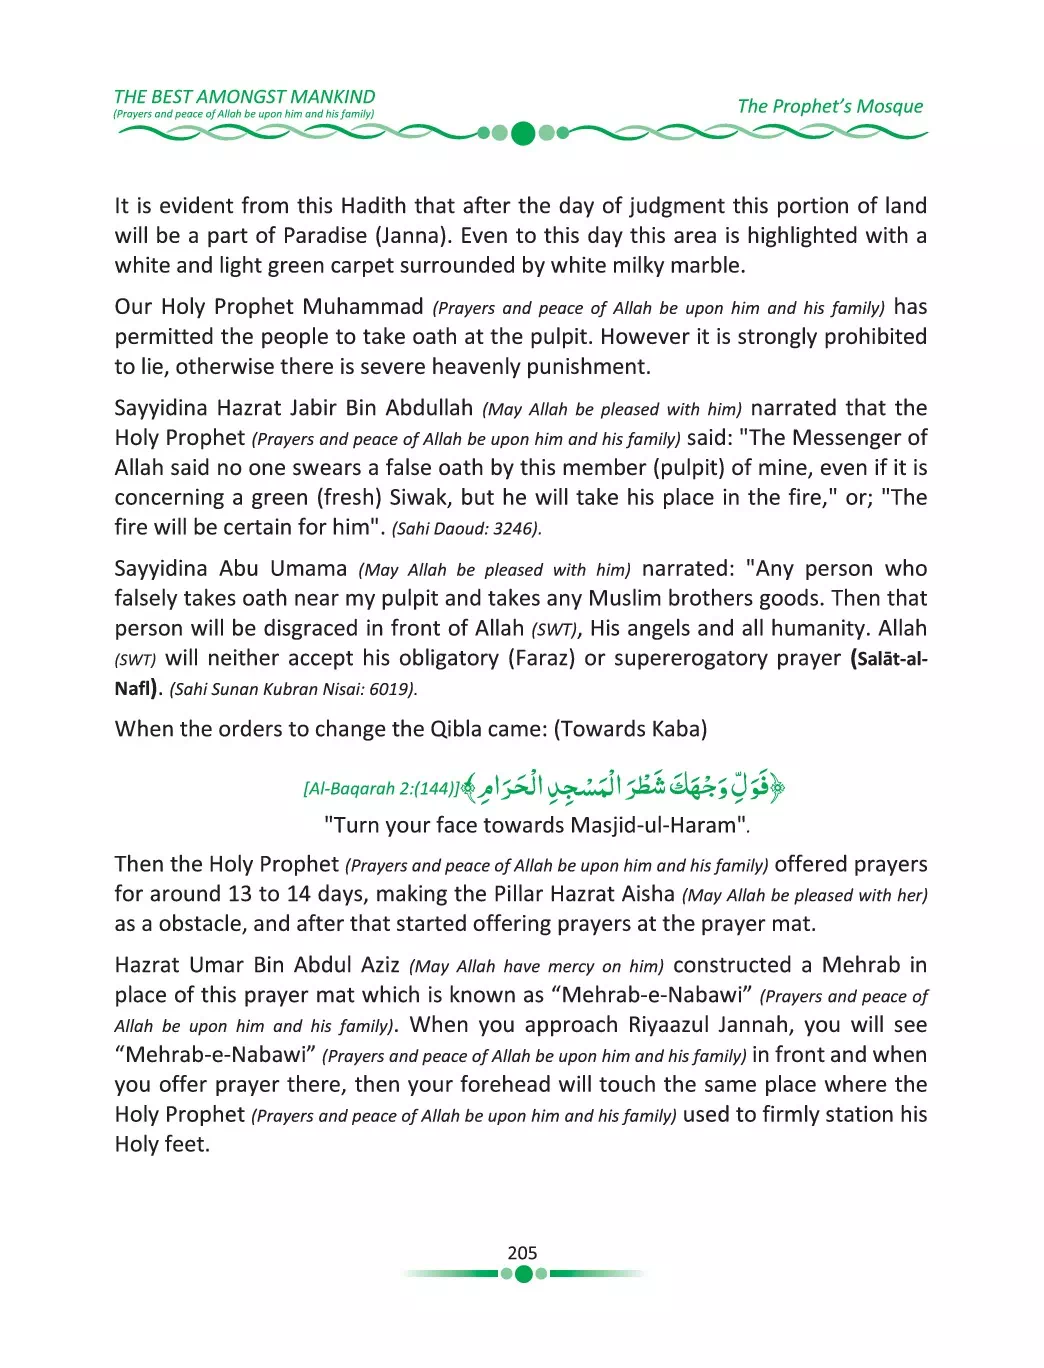 THE BEST AMONGST MANKIND
(Prayers and peace of Allah be upon him and his family)
The Prophet's Mosque
It is evident from this Hadith that after the day of judgment this portion of land
will be a part of Paradise (Janna). Even to this day this area is highlighted with a
white and light green carpet surrounded by white milky marble.
Our Holy Prophet Muhammad (Prayers and peace of Allah be upon him and his family) has
permitted the people to take oath at the pulpit. However it is strongly prohibited
to lie, otherwise there is severe heavenly punishment.
Sayyidina Hazrat Jabir Bin Abdullah (May Allah be pleased with him) narrated that the
Holy Prophet (Prayers and peace of Allah be upon him and his family) said: "The Messenger of
Allah said no one swears a false oath by this member (pulpit) of mine, even if it is
concerning a green (fresh) Siwak, but he will take his place in the fire," or; "The
fire will be certain for him". (Sahi Daoud: 3246).
Sayyidina Abu Umama (May Allah be pleased with him) narrated: "Any person who
falsely takes oath near my pulpit and takes any Muslim brothers goods. Then that
person will be disgraced in front of Allah (SWT), His angels and all humanity. Allah
(SWT) will neither accept his obligatory (Faraz) or supererogatory prayer (Salāt-al-
Nafl). (Sahi Sunan Kubran Nisai: 6019).
When the orders to change the Qibla came: (Towards Kaba)
﴿فَوَلِّ وَجْهَكَ شَطْرَ الْمَسْجِدِ الْحَرَامِ﴾[Al-Baqarah 2:(144)]
"Turn your face towards Masjid-ul-Haram".
Then the Holy Prophet (Prayers and peace of Allah be upon him and his family) offered prayers
for around 13 to 14 days, making the Pillar Hazrat Aisha (May Allah be pleased with her)
as a obstacle, and after that started offering prayers at the prayer mat.
Hazrat Umar Bin Abdul Aziz (May Allah have mercy on him) constructed a Mehrab in
place of this prayer mat which is known as “Mehrab-e-Nabawi” (Prayers and peace of
Allah be upon him and his family). When you approach Riyaazul Jannah, you will see
“Mehrab-e-Nabawi” (Prayers and peace of Allah be upon him and his family) in front and when
you offer prayer there, then your forehead will touch the same place where the
Holy Prophet (Prayers and peace of Allah be upon him and his family) used to firmly station his
Holy feet.
205